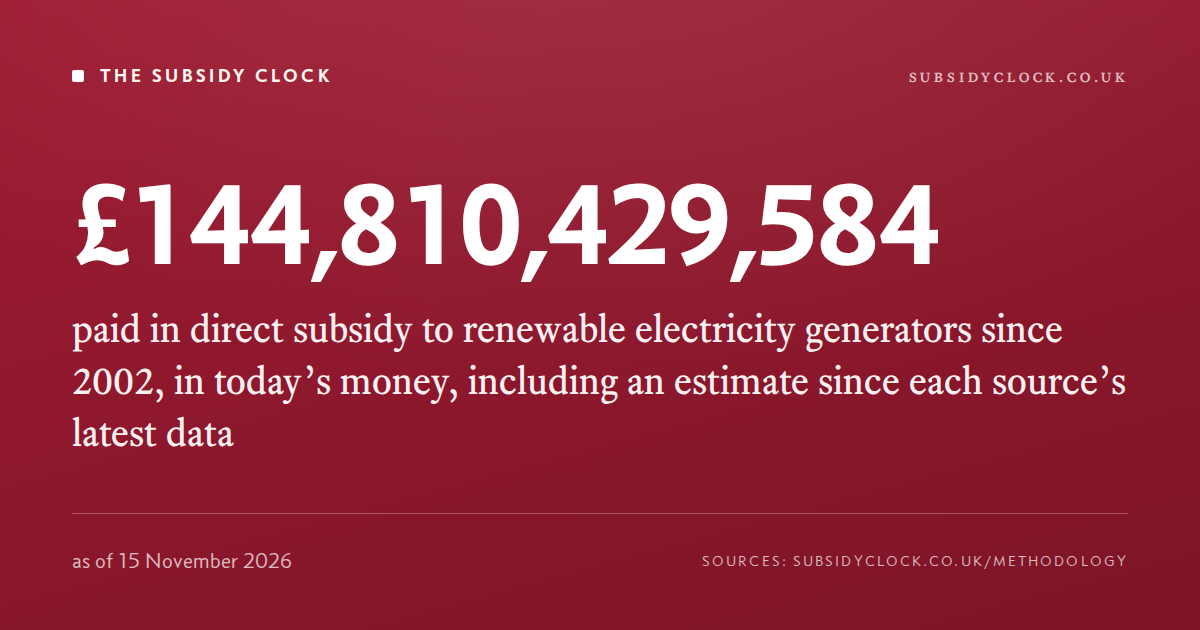 THE SUBSIDY CLOCK
SUBSIDYCLOCK.CO.UK
£144,810,429,584
paid in direct subsidy to renewable electricity generators since
2002, in today’s money, including an estimate since each source’s
latest data
as of 15 November 2026
SOURCES: SUBSIDYCLOCK.CO.UK/METHODOLOGY